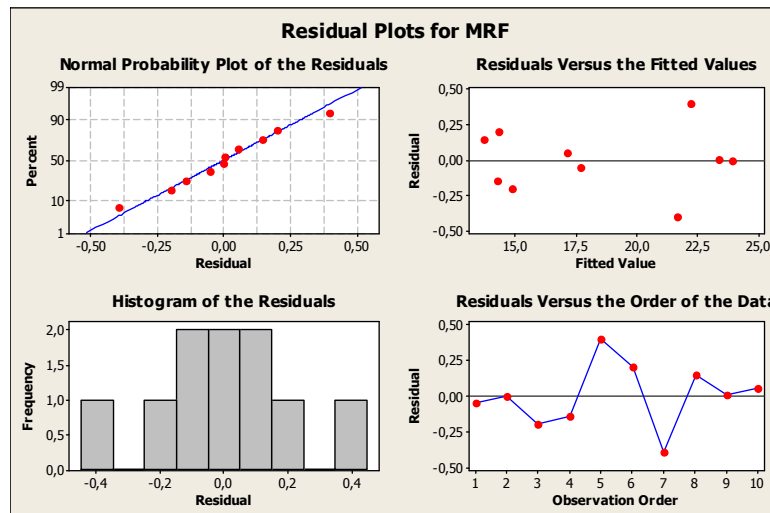 Residual Plots for MRF
Normal Probability Plot of the Residuals
99
90
50
10
1
Percent
-0,50 -0,25 0,00 0,25 0,50
Residual
Residuals Versus the Fitted Values
0,50
0,25
0,00
-0,25
-0,50
Residual
15,0 17,5 20,0 22,5 25,0
Fitted Value
Histogram of the Residuals
2,0
1,5
1,0
0,5
0,0
Frequency
-0,4 -0,2 0,0 0,2 0,4
Residual
Residuals Versus the Order of the Data
0,50
0,25
0,00
-0,25
-0,50
Residual
1 2 3 4 5 6 7 8 9 10
Observation Order